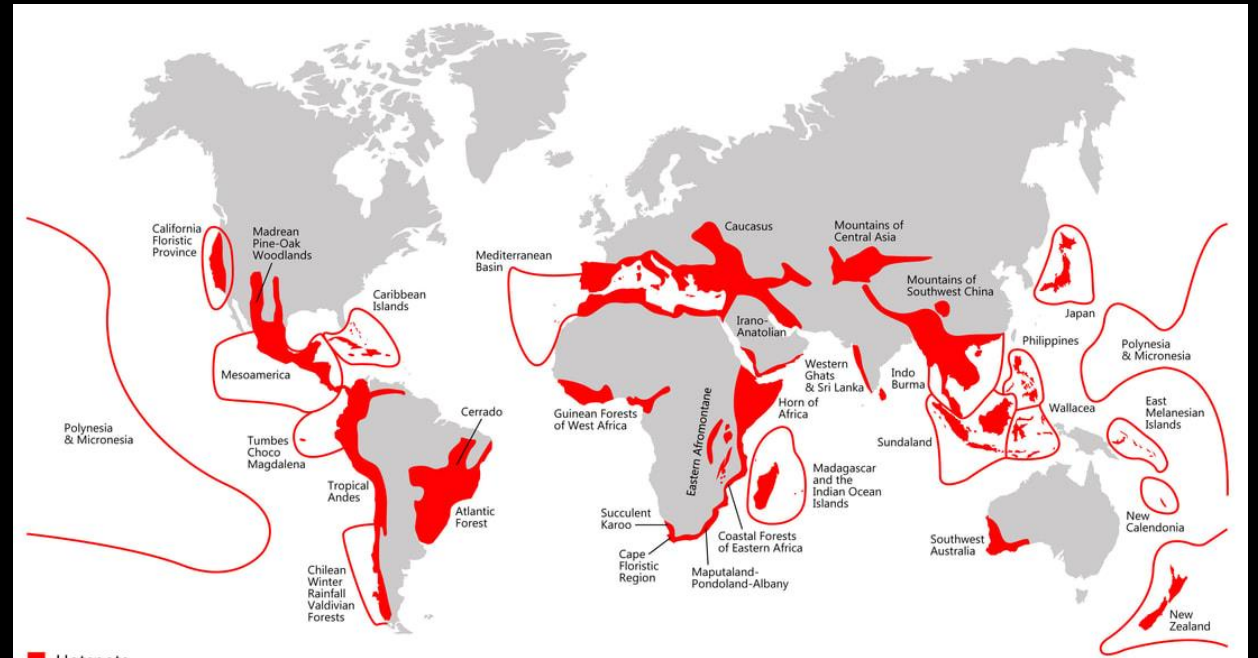 California
Floristic
Province
Madrean
Pine-Oak
Woodlands
Caribbean
Islands
Mesoamerica
Polynesia
& Micronesia
Tumbes
Choco
Magdalena
Cerrado
Tropical
Andes
Atlantic
Forest
Chilean
Winter
Rainfall
Valdivian
Forests
Mediterranean
Basin
Caucasus
Irano-
Anatolian
Mountains of
Central Asia
Mountains of
Southwest China
Japan
Guinean Forests
of West Africa
Eastern Afromontane
Horn of
Africa
Western
Ghats
& Sri Lanka
Indo
Burma
Philippines
Polynesia
& Micronesia
Sundaland
Wallacea
East
Melanesian
Islands
Madagascar
and the
Indian Ocean
Islands
Succulent
Karoo
Cape
Floristic
Region
Coastal Forests
of Eastern Africa
Maputaland-
Pondoland-Albany
Southwest
Australia
New
Calendonia
New
Zealand